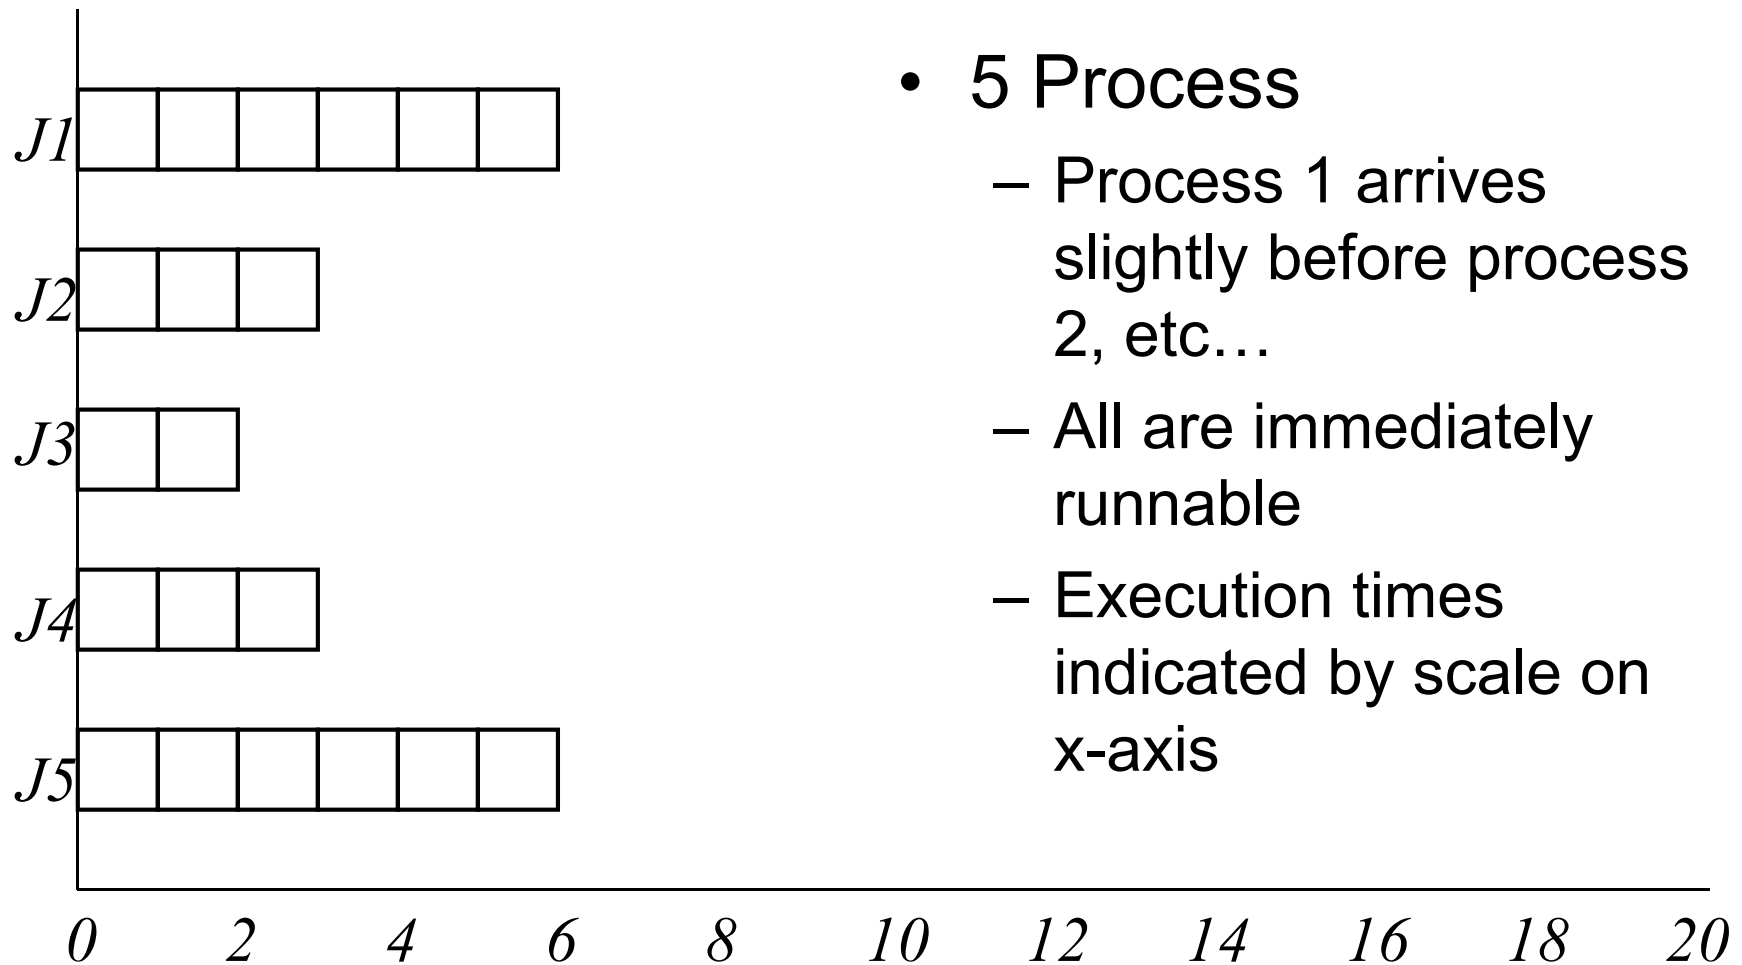 • 5 Process
– Process 1 arrives
slightly before process
2, etc…
– All are immediately
runnable
– Execution times
indicated by scale on
x-axis
J1
J2
J3
J4
J5
0 2 4 6 8 10 12 14 16 18 20